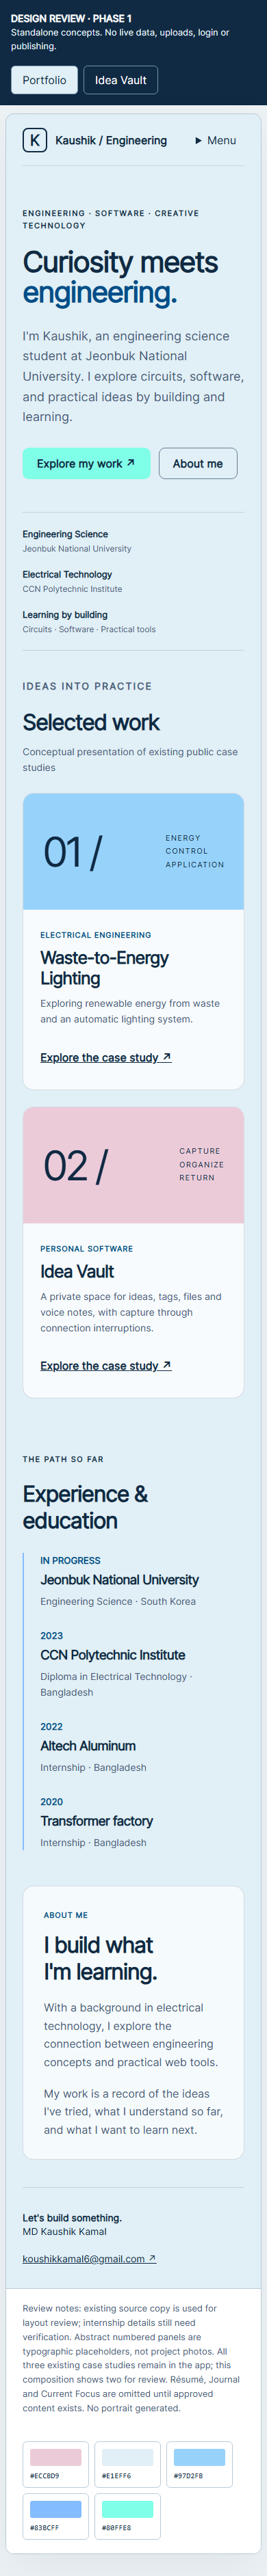 DESIGN REVIEW · PHASE 1
Standalone concepts. No live data, uploads, login or
publishing.
Portfolio
Idea Vault
K
Kaushik / Engineering
▶ Menu
ENGINEERING · SOFTWARE · CREATIVE
TECHNOLOGY
Curiosity meets
engineering.
I'm Kaushik, an engineering science
student at Jeonbuk National
University. I explore circuits, software,
and practical ideas by building and
learning.
Explore my work ↗
About me
Engineering Science
Jeonbuk National University
Electrical Technology
CCN Polytechnic Institute
Learning by building
Circuits · Software · Practical tools
IDEAS INTO PRACTICE
Selected work
Conceptual presentation of existing public case
studies
01 /
ENERGY
CONTROL
APPLICATION
ELECTRICAL ENGINEERING
Waste-to-Energy
Lighting
Exploring renewable energy from waste
and an automatic lighting system.
Explore the case study ↗
02 /
CAPTURE
ORGANIZE
RETURN
PERSONAL SOFTWARE
Idea Vault
A private space for ideas, tags, files and
voice notes, with capture through
connection interruptions.
Explore the case study ↗
THE PATH SO FAR
Experience &
education
IN PROGRESS
Jeonbuk National University
Engineering Science · South Korea
2023
CCN Polytechnic Institute
Diploma in Electrical Technology ·
Bangladesh
2022
Altech Aluminum
Internship · Bangladesh
2020
Transformer factory
Internship · Bangladesh
ABOUT ME
I build what
I'm learning.
With a background in electrical
technology, I explore the
connection between engineering
concepts and practical web tools.
My work is a record of the ideas
I've tried, what I understand so far,
and what I want to learn next.
Let's build something.
MD Kaushik Kamal
koushikkamal6@gmail.com ↗
Review notes: existing source copy is used for
layout review; internship details still need
verification. Abstract numbered panels are
typographic placeholders, not project photos. All
three existing case studies remain in the app; this
composition shows two for review. Résumé, Journal
and Current Focus are omitted until approved
content exists. No portrait generated.
#ECCBD9
#E1EFF6
#97D2FB
#83BCFF
#80FFE8